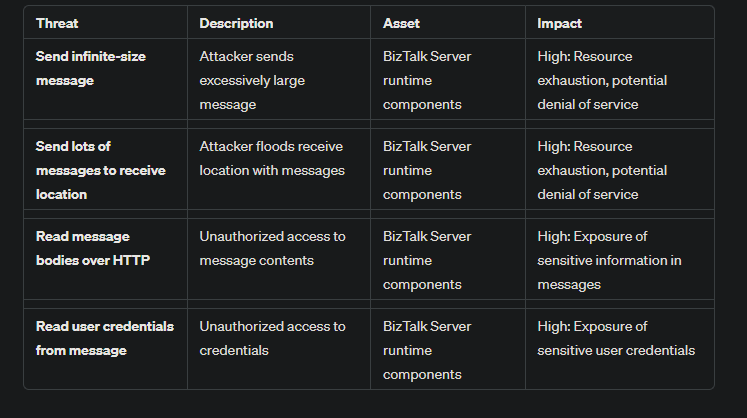 Threat Description Asset Impact
Send infinite-size message
Attacker sends excessively large message
BizTalk Server runtime components
High: Resource exhaustion, potential denial of service
Send lots of messages to receive location
Attacker floods receive location with messages
BizTalk Server runtime components
High: Resource exhaustion, potential denial of service
Read message bodies over HTTP
Unauthorized access to message contents
BizTalk Server runtime components
High: Exposure of sensitive information in messages
Read user credentials from message
Unauthorized access to credentials
BizTalk Server runtime components
High: Exposure of sensitive user credentials